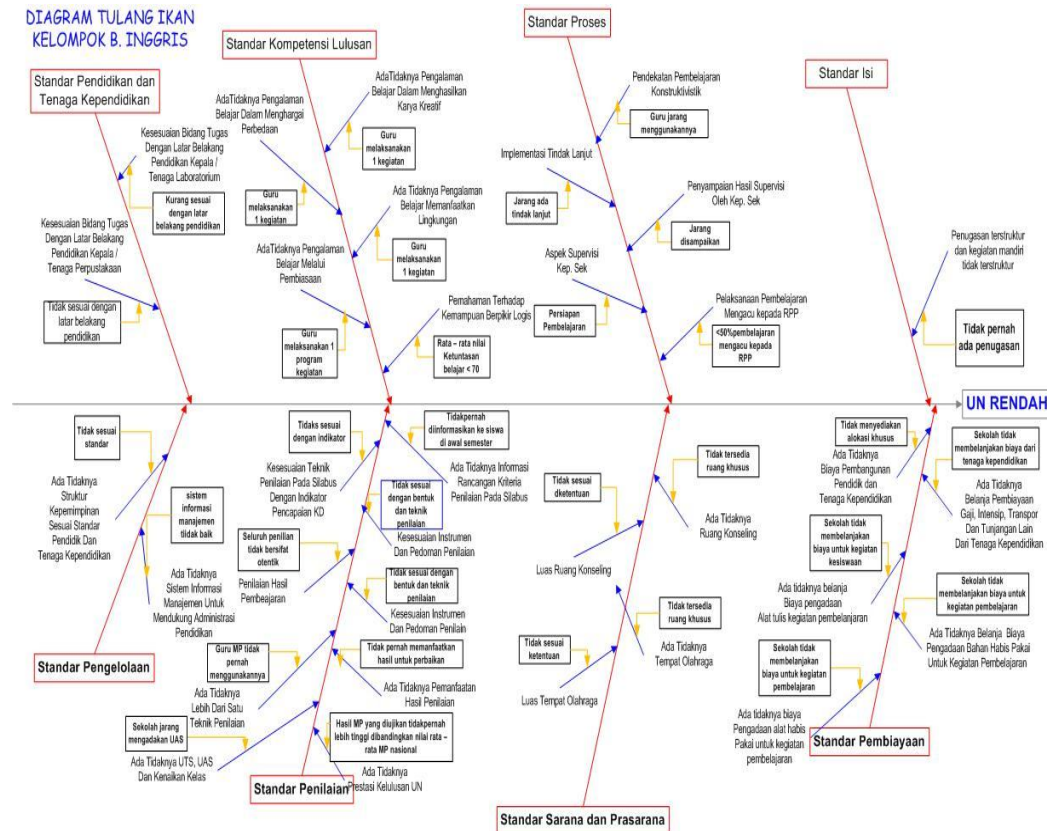 DIAGRAM TULANG IKAN
KELOMPOK B. INGGRIS
Standar Pendidikan dan
Tenaga Kependidikan
Kesesuaian Bidang Tugas
Dengan Latar Belakang
Pendidikan Kepala /
Tenaga Laboratorium
Kurang sesuai
dengan latar
belakang pendidikan
Kesesuaian Bidang Tugas
Dengan Latar Belakang
Pendidikan Kepala /
Tenaga Perpustakaan
Tidak sesuai dengan
latar belakang
pendidikan
Standar Kompetensi Lulusan
AdaTidaknya Pengalaman
Belajar Dalam Menghasilkan
Karya Kreatif
Guru
melaksanakan
1 kegiatan
AdaTidaknya Pengalaman
Belajar Dalam Menghargai
Perbedaan
Guru
melaksanakan
1 kegiatan
Ada Tidaknya Pengalaman
Belajar Memanfaatkan
Lingkungan
Guru
melaksanakan
1 kegiatan
AdaTidaknya Pengalaman
Belajar Melalui
Pembiasaan
Guru
melaksanakan 1
program
kegiatan
Pemahaman Terhadap
Kemampuan Berpikir Logis
Rata – rata nilai
Ketuntasan
belajar < 70
Standar Proses
Pendekatan Pembelajaran
Konstruktivistik
Guru jarang
menggunakannya
Implementasi Tindak Lanjut
Jarang ada
tindak lanjut
Penyampaian Hasil Supervisi
Oleh Kep. Sek
Jarang
disampaikan
Aspek Supervisi
Kep. Sek
Persiapan
Pembelajaran
Pelaksanaan Pembelajaran
Mengacu kepada RPP
<50%pembelajaran
mengacu kepada
RPP
Standar Isi
Penugasan terstruktur
dan kegiatan mandiri
tidak terstruktur
Tidak pernah
ada penugasan
UN RENDAH
Tidak sesuai
standar
Ada Tidaknya
Struktur
Kepemimpinan
Sesuai Standar
Pendidik Dan
Tenaga Kependidikan
sistem
informasi
manajemen
tiidak baik
Ada Tidaknya
Sistem Informasi
Manajemen Untuk
Mendukung Administrasi
Pendidikan
Standar Pengelolaan
Tidaks sesuai
dengan indikator
Kesesuaian Teknik
Penilaian Pada Silabus
Dengan Indikator
Pencapaian KD
Tidakpernah
diinformasikan ke siswa
di awal semester
Ada Tidaknya Informasi
Rancangan Kriteria
Penilaian Pada Silabus
Tidak sesuai
dengan bentuk
dan teknik
penilaian
Kesesuaian Instrumen
Dan Pedoman Penilaian
Seluruh penilian
tidak bersifat
otentik
Penilaian Hasil
Pembeajaran
Tidak sesuai dengan
bentuk dan teknik
penilaian
Kesesuaian Instrumen
Dan Pedoman Penilain
Guru MP tidak
pernah
menggunakannya
Ada Tidaknya
Lebih Dari Satu
Teknik Penilaian
Tidak pernah memanfaatkan
hasil untuk perbaikan
Ada Tidaknya Pemanfaatan
Hasil Penilaian
Sekolah jarang
mengadakan UAS
Ada Tidaknya UTS, UAS
Dan Kenaikan Kelas
Hasil MP yang diujikan tidakpernah
lebih tinggi dibandingkan nilai rata –
rata MP nasional
Ada Tidaknya
Prestasi Kelulusan UN
Standar Penilaian
Tidak sesuai
dketentuan
Luas Ruang Konseling
Tidak tersedia
ruang khusus
Ada Tidaknya
Ruang Konseling
Tidak sesuai
ketentuan
Luas Tempat Olahraga
Tidak tersedia
ruang khusus
Ada Tidaknya
Tempat Olahraga
Standar Sarana dan Prasarana
Tidak menyediakan
alokasi khusus
Ada Tidaknya
Biaya Pembangunan
Pendidik dan
Tenaga Kependidikan
Sekolah tidak
membelanjakan biaya dari
tenaga kependidikan
Ada Tidaknya
Belanja Pembiayaan
Gaji, Intensip, Transpor
Dan Tunjangan Lain
Dari Tenaga Kependidikan
Sekolah tidak
membelanjakan
biaya untuk kegiatan
kesiswaan
Ada tidaknya belanja
Biaya pengadaan
Alat tulis kegiatan pembelanjaran
Sekolah tidak
membelanjakan biaya untuk
kegiatan pembelajaran
Ada Tidaknya Belanja Biaya
Pengadaan Bahan Habis Pakai
Untuk Kegiatan Pembelajaran
Sekolah tidak
membelanjakan
biaya untuk kegiatan
pembelajaran
Ada tidaknya biaya
Pengadaan alat habis
Pakai untuk kegiatan
pembelajaran
Standar Pembiayaan